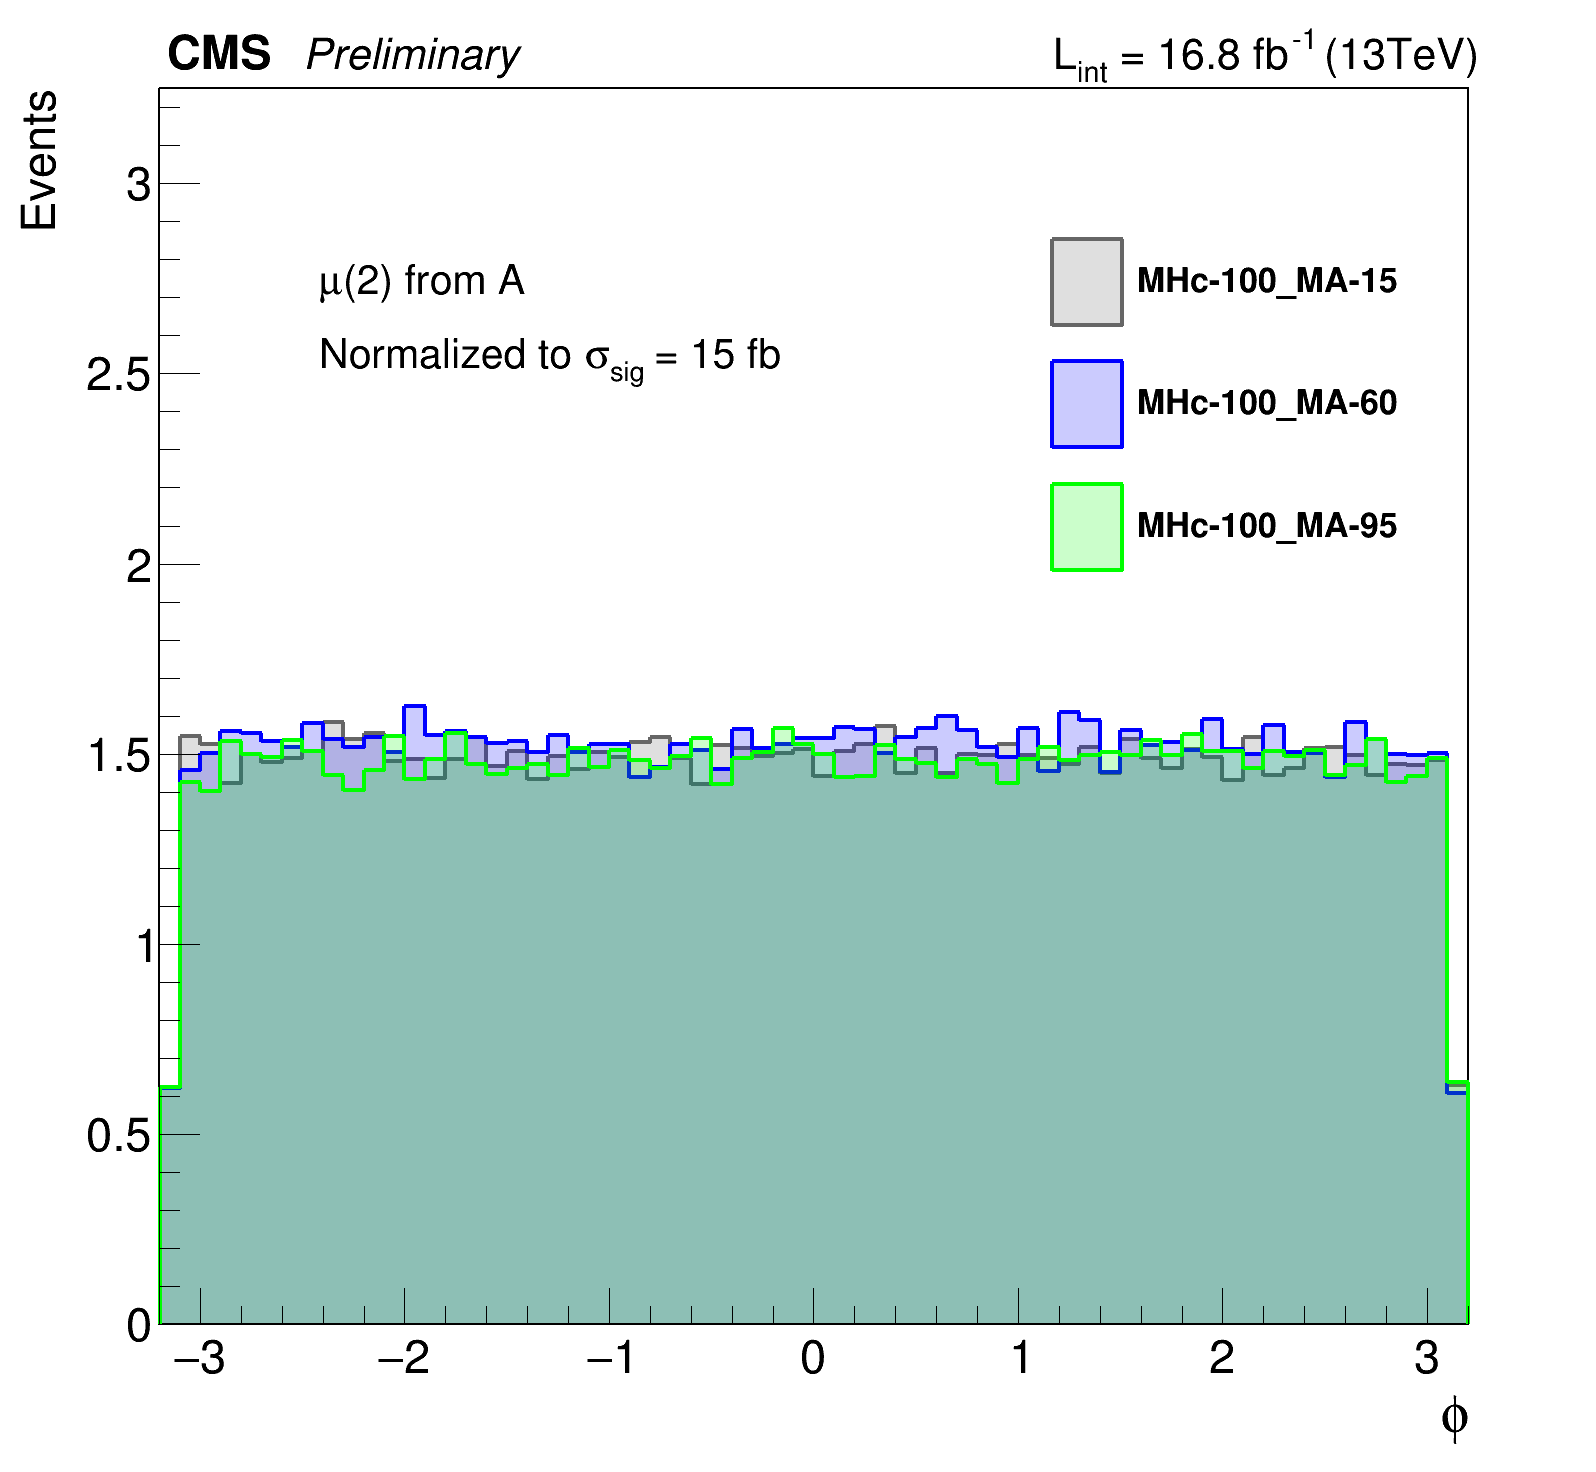 CMS Preliminary L_int = 16.8 fb^-1 (13TeV)
Events
μ(2) from A
Normalized to σ_sig = 15 fb
MHc-100_MA-15
MHc-100_MA-60
MHc-100_MA-95
3
2.5
2
1.5
1
0.5
0
−3 −2 −1 0 1 2 3
ϕ